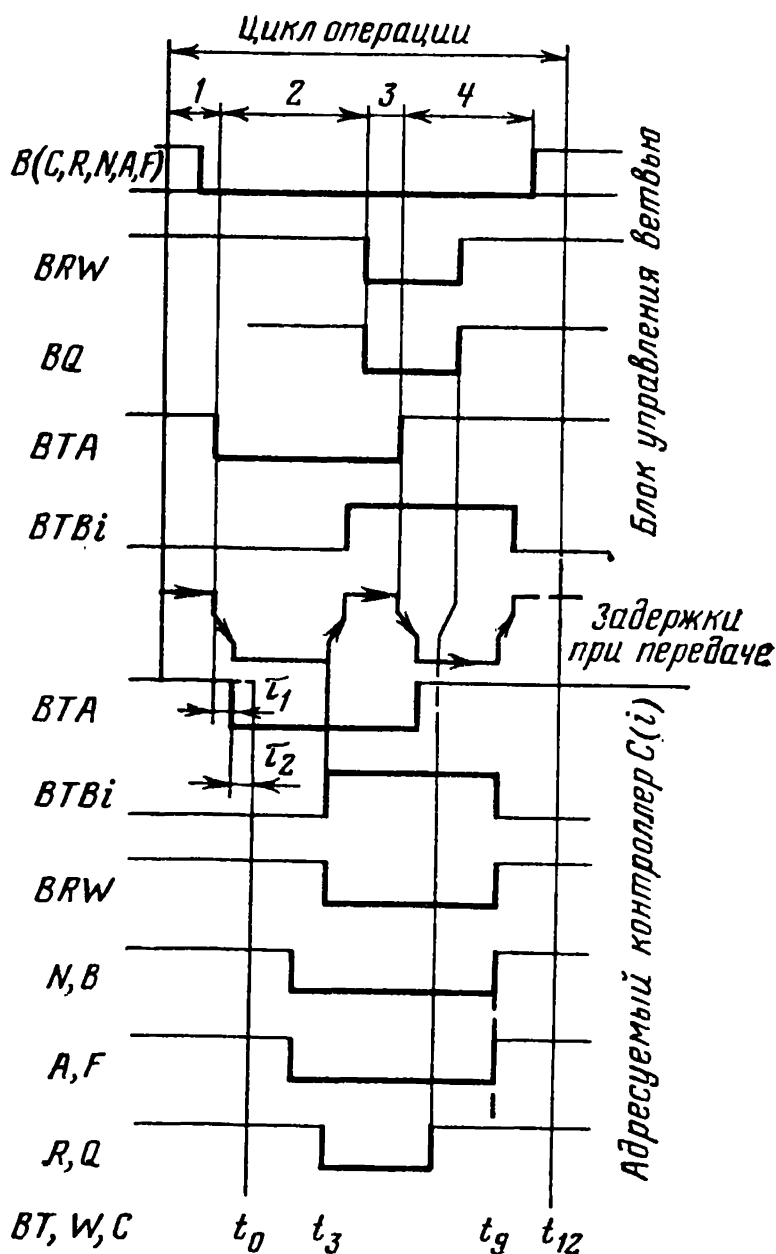 Цикл операции
1 2 3 4
B(C,R,N,A,F)
BRW
BQ
BTA
BTBi
Блок управления ветвью
Задержки
при передаче
BTA
τ1
τ2
BTBi
BRW
N,B
A,F
R,Q
Адресуемый контроллер C(i)
BT, W, C t0 t3 t9 t12